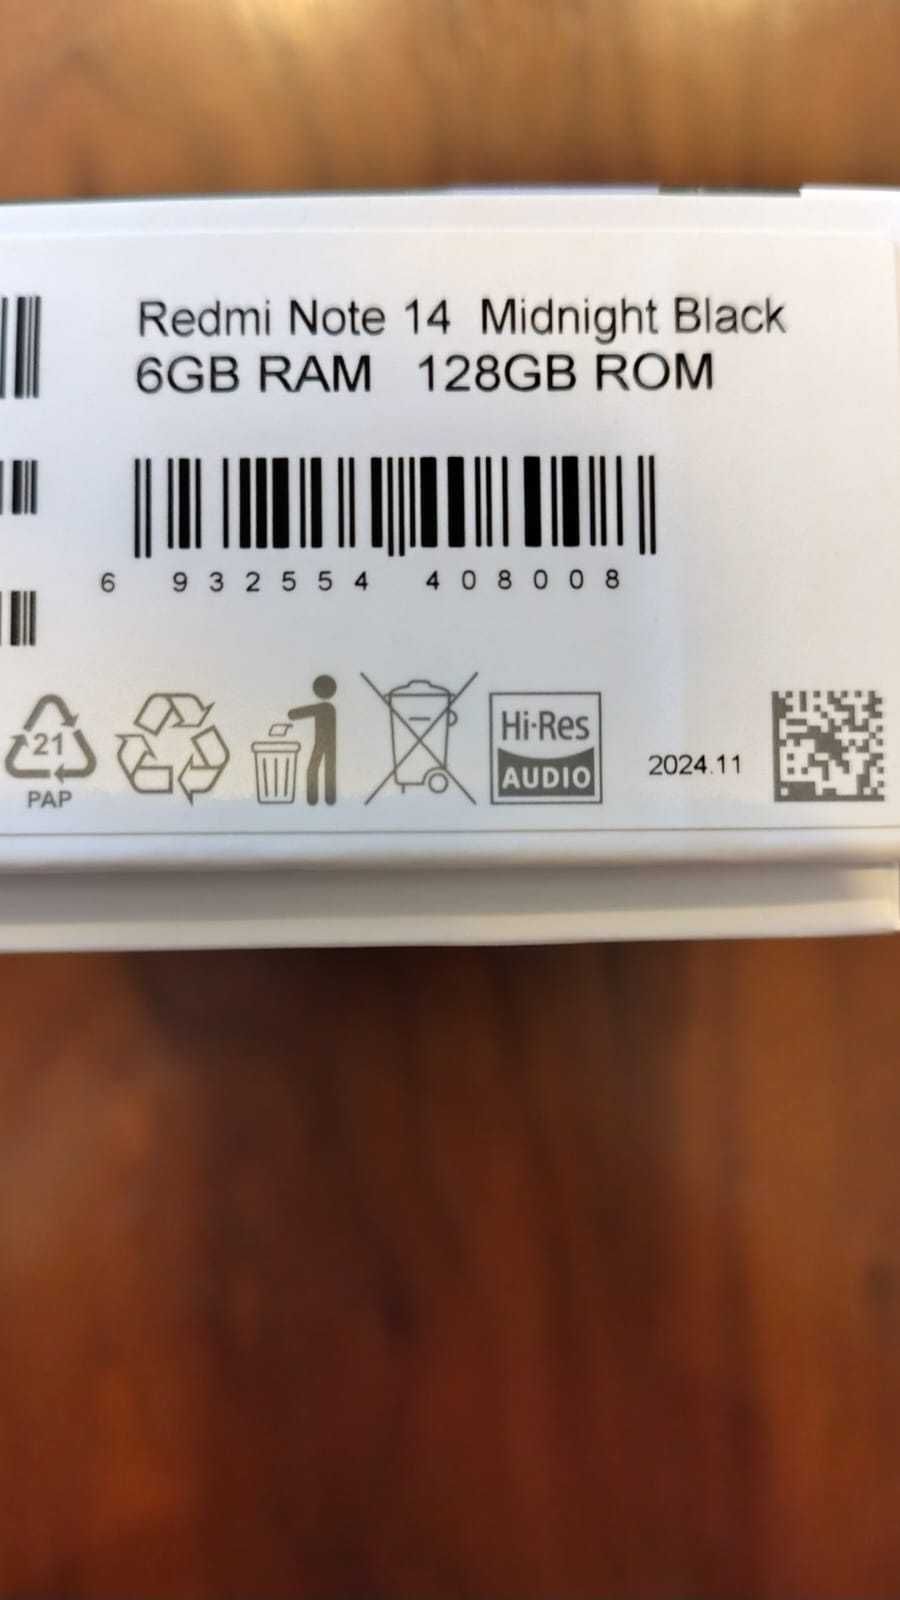 Redmi Note 14 Midnight Black
6GB RAM 128GB ROM
6 932554 408008
21
PAP
Hi-Res
AUDIO
2024.11